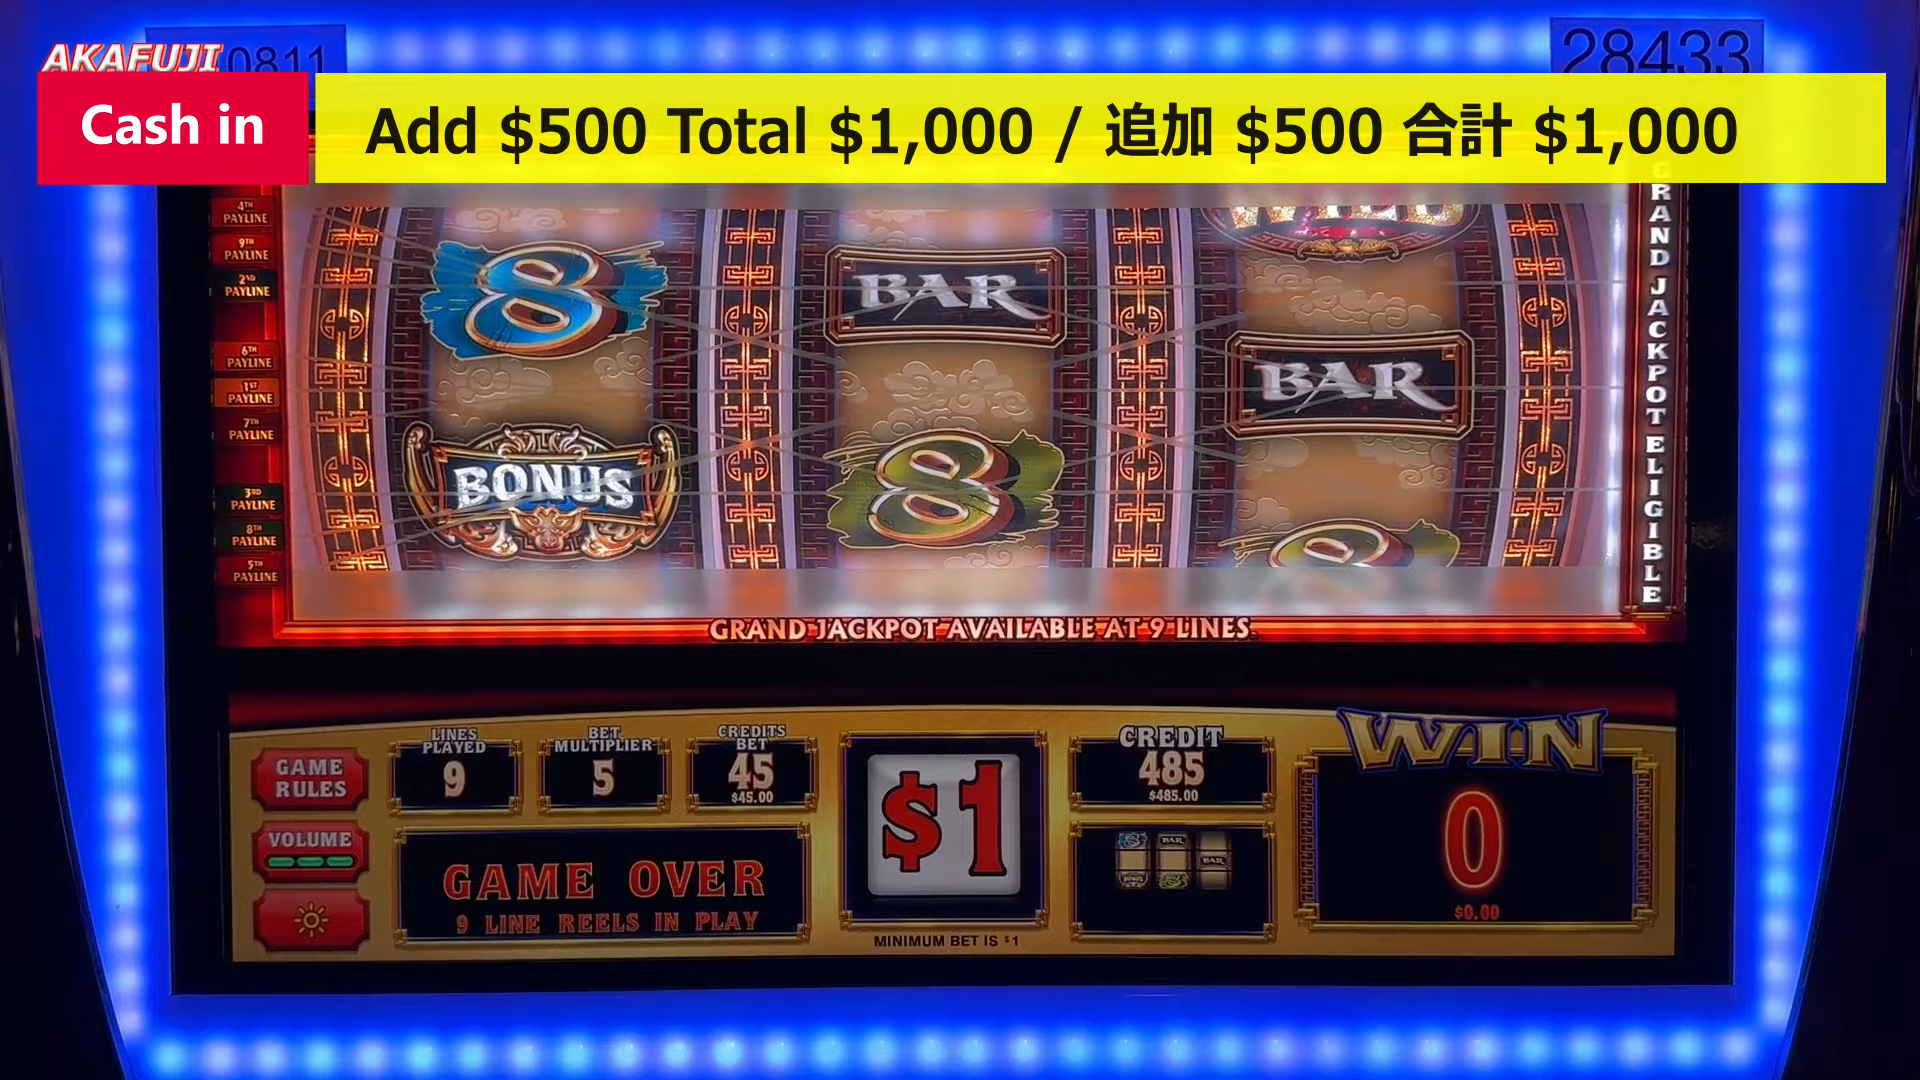 AKAFUJI
0811
28433
Cash in
Add $500 Total $1,000 / 追加 $500 合計 $1,000
4TH PAYLINE
9TH PAYLINE
2ND PAYLINE
6TH PAYLINE
1ST PAYLINE
7TH PAYLINE
3RD PAYLINE
8TH PAYLINE
5TH PAYLINE
8
BONUS
BAR
8
WILD
BAR
8
GRAND JACKPOT ELIGIBLE
GRAND JACKPOT AVAILABLE AT 9 LINES
GAME RULES
VOLUME
LINES PLAYED
9
BET MULTIPLIER
5
CREDITS BET
45
$45.00
GAME OVER
9 LINE REELS IN PLAY
$1
MINIMUM BET IS $1
CREDIT
485
$485.00
WIN
0
$0.00